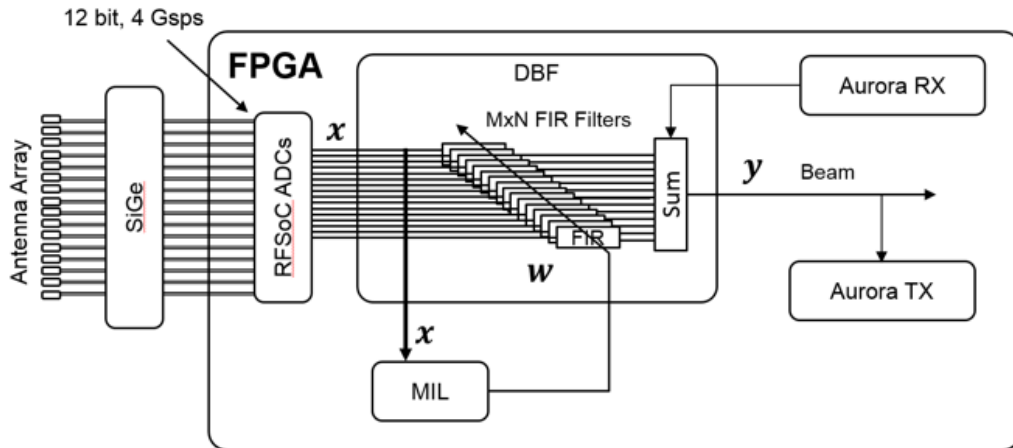 12 bit, 4 Gsps
FPGA
DBF
Aurora RX
MxN FIR Filters
Antenna Array
SiGe
RFSoC ADCs
x
Sum
y
Beam
FIR
w
Aurora TX
x
MIL